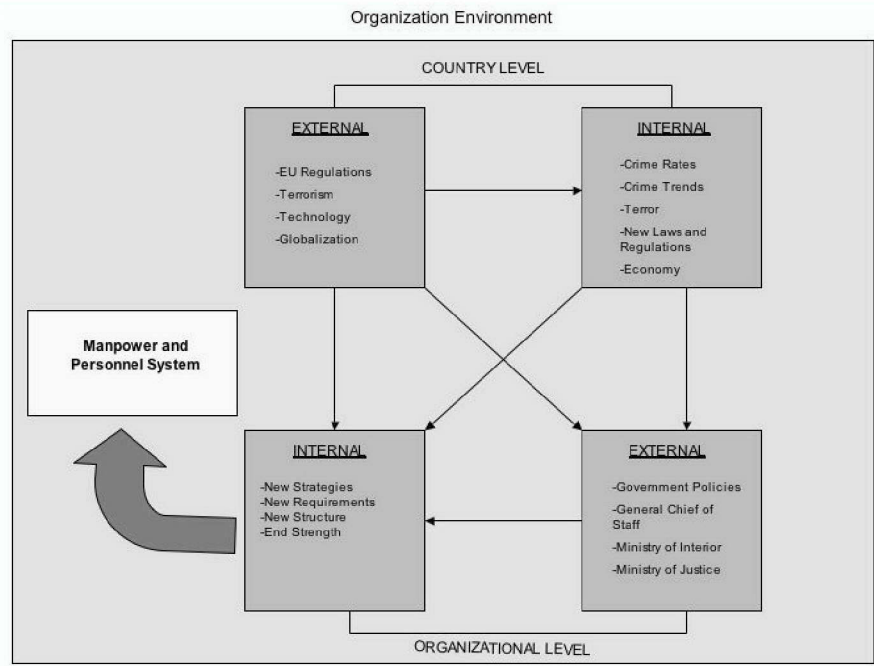 Organization Environment
COUNTRY LEVEL
EXTERNAL
-EU Regulations
-Terrorism
-Technology
-Globalization
INTERNAL
-Crime Rates
-Crime Trends
-Terror
-New Laws and
Regulations
-Economy
Manpower and
Personnel System
INTERNAL
-New Strategies
-New Requirements
-New Structure
-End Strength
EXTERNAL
-Government Policies
-General Chief of
Staff
-Ministry of Interior
-Ministry of Justice
ORGANIZATIONAL LEVEL